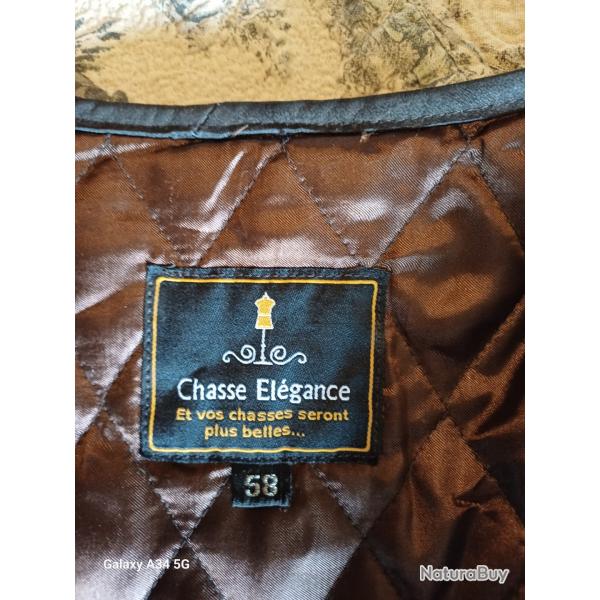 Chasse Elégance
Et vos chasses seront
plus belles...
58
Galaxy A34 5G
NaturaBuy